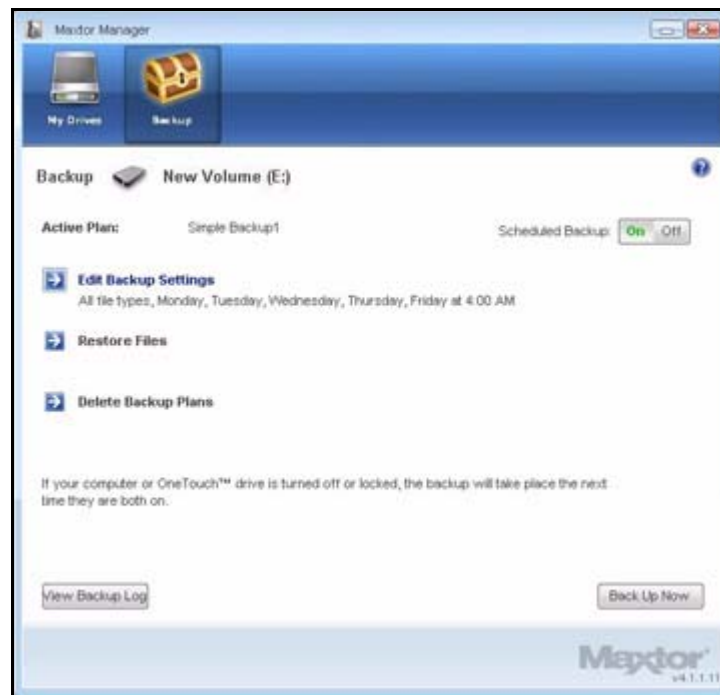 Maxtor Manager
My Drives Backup
Backup New Volume (E:)
Active Plan: Simple Backup1 Scheduled Backup: On Off
Edit Backup Settings
All file types, Monday, Tuesday, Wednesday, Thursday, Friday at 4:00 AM
Restore Files
Delete Backup Plans
If your computer or OneTouch™ drive is turned off or locked, the backup will take place the next
time they are both on.
View Backup Log Back Up Now
Maxtor